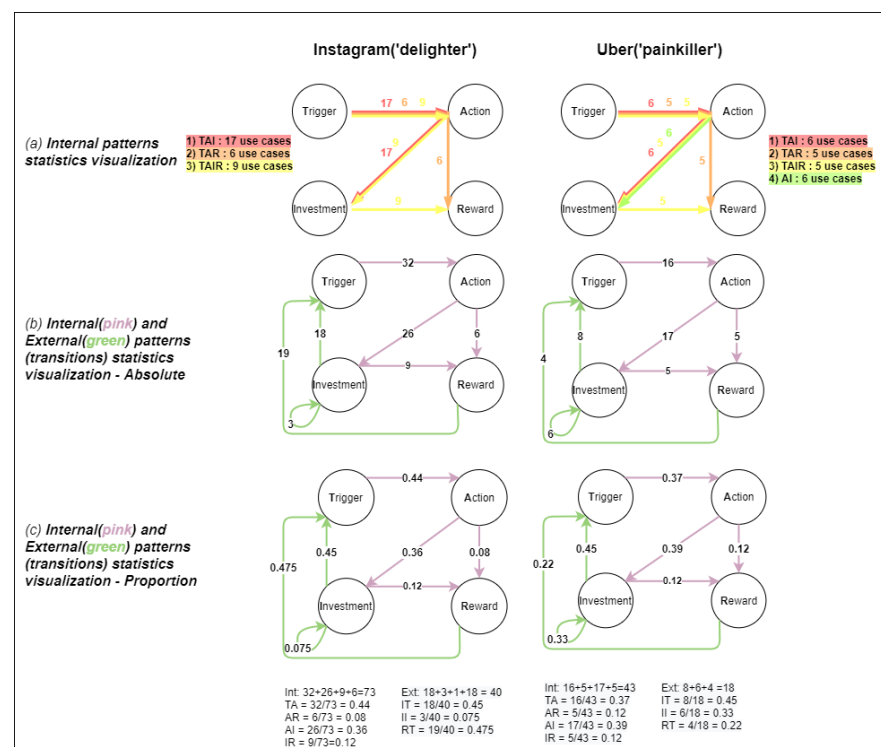 Instagram('delighter')
Uber('painkiller')
(a) Internal patterns
statistics visualization
1) TAI : 17 use cases
2) TAR : 6 use cases
3) TAIR : 9 use cases
Trigger
17 6 9
Action
9
17
6
Investment
9
Reward
Trigger
6 5 5
Action
6
5
6
5
Investment
5
Reward
1) TAI : 6 use cases
2) TAR : 5 use cases
3) TAIR : 5 use cases
4) AI : 6 use cases
(b) Internal(pink) and
External(green) patterns
(transitions) statistics
visualization - Absolute
Trigger
32
Action
19
18
26
6
Investment
9
Reward
3
Trigger
16
Action
4
8
17
5
Investment
5
Reward
6
(c) Internal(pink) and
External(green) patterns
(transitions) statistics
visualization - Proportion
Trigger
0.44
Action
0.475
0.45
0.36
0.08
Investment
0.12
Reward
0.075
Trigger
0.37
Action
0.22
0.45
0.39
0.12
Investment
0.12
Reward
0.33
Int: 32+26+9+6=73
TA = 32/73 = 0.44
AR = 6/73 = 0.08
AI = 26/73 = 0.36
IR = 9/73=0.12
Ext: 18+3+1+18 = 40
IT = 18/40 = 0.45
II = 3/40 = 0.075
RT = 19/40 = 0.475
Int: 16+5+17+5=43
TA = 16/43 = 0.37
AR = 5/43 = 0.12
AI = 17/43 = 0.39
IR = 5/43 = 0.12
Ext: 8+6+4 =18
IT = 8/18 = 0.45
II = 6/18 = 0.33
RT = 4/18 = 0.22